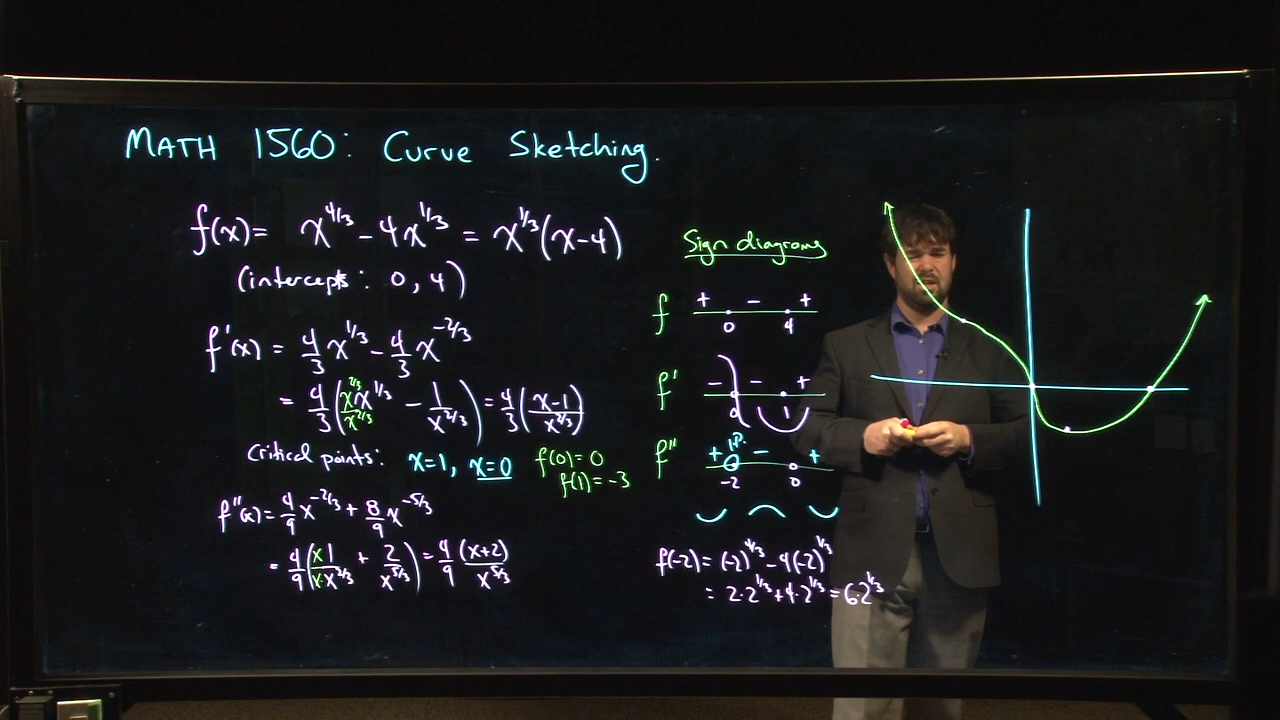 MATH 1560: Curve Sketching.
f(x) = x^{4/3} - 4x^{1/3} = x^{1/3}(x-4)
(intercepts: 0, 4)
f'(x) = 4/3 x^{1/3} - 4/3 x^{-2/3}
= 4/3 (x^{2/3}/x^{2/3} x^{1/3} - 1/x^{2/3}) = 4/3 (x-1/x^{2/3})
Critical points: x=1, x=0
f(0) = 0
f(1) = -3
f''(x) = 4/9 x^{-2/3} + 8/9 x^{-5/3}
= 4/9 (x/x 1/x^{2/3} + 2/x^{5/3}) = 4/9 (x+2)/x^{5/3}
Sign diagrams
f + - +
0 4
f' - - +
0 1
f'' + I.P. - +
-2 0
f(-2) = (-2)^{4/3} - 4(-2)^{1/3}
= 2·2^{1/3} + 4·2^{1/3} = 6·2^{1/3}